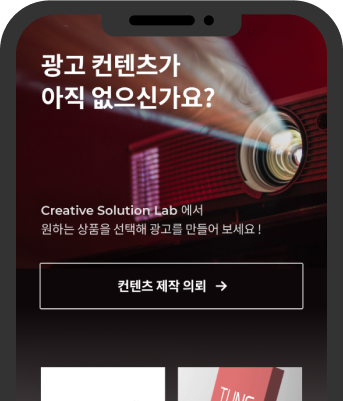 광고 컨텐츠가
아직 없으신가요?
Creative Solution Lab 에서
원하는 상품을 선택해 광고를 만들어 보세요 !
컨텐츠 제작 의뢰 →
TUNE